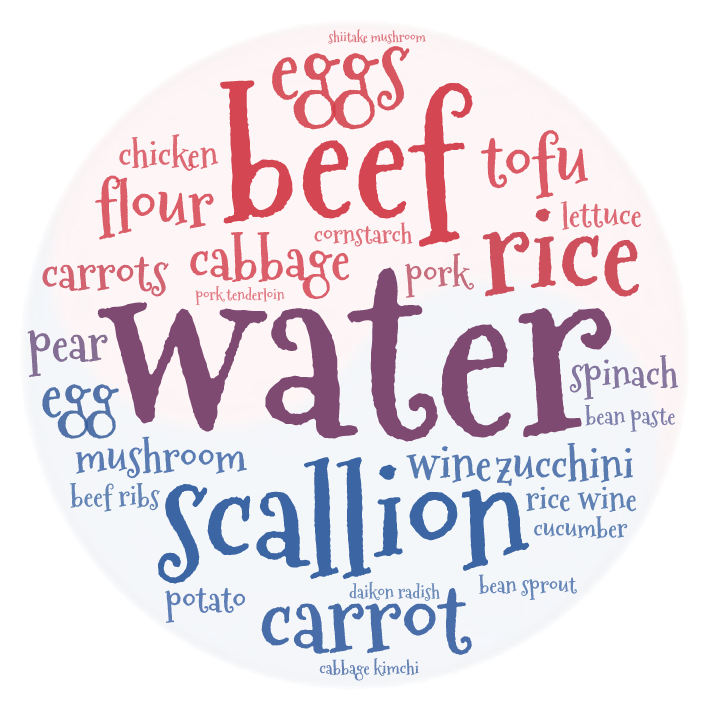 shiitake mushroom
eggs
beef
chicken
tofu
flour
lettuce
cornstarch
rice
cabbage
carrots
pork
pork tenderloin
water
pear
spinach
egg
bean paste
mushroom
wine
zucchini
beef ribs
scallion
rice wine
cucumber
bean sprout
daikon radish
potato
carrot
cabbage kimchi